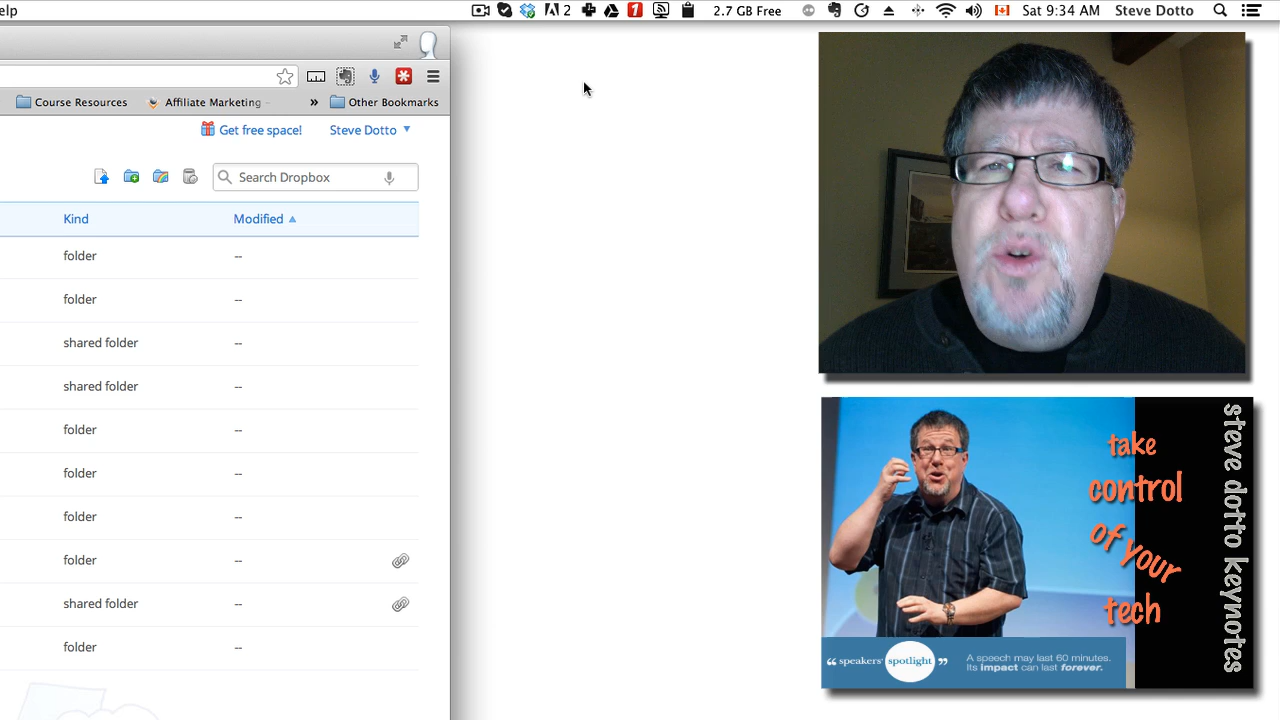 elp
2
1
2.7 GB Free
Sat 9:34 AM
Steve Dotto
Course Resources
Affiliate Marketing -
»
Other Bookmarks
Get free space!
Steve Dotto
Search Dropbox
Kind
Modified
folder
--
folder
--
shared folder
--
shared folder
--
folder
--
folder
--
folder
--
folder
--
shared folder
--
folder
--
take
control
of your
tech
steve dotto keynotes
“ speakers' spotlight ”
A speech may last 60 minutes.
Its impact can last forever.